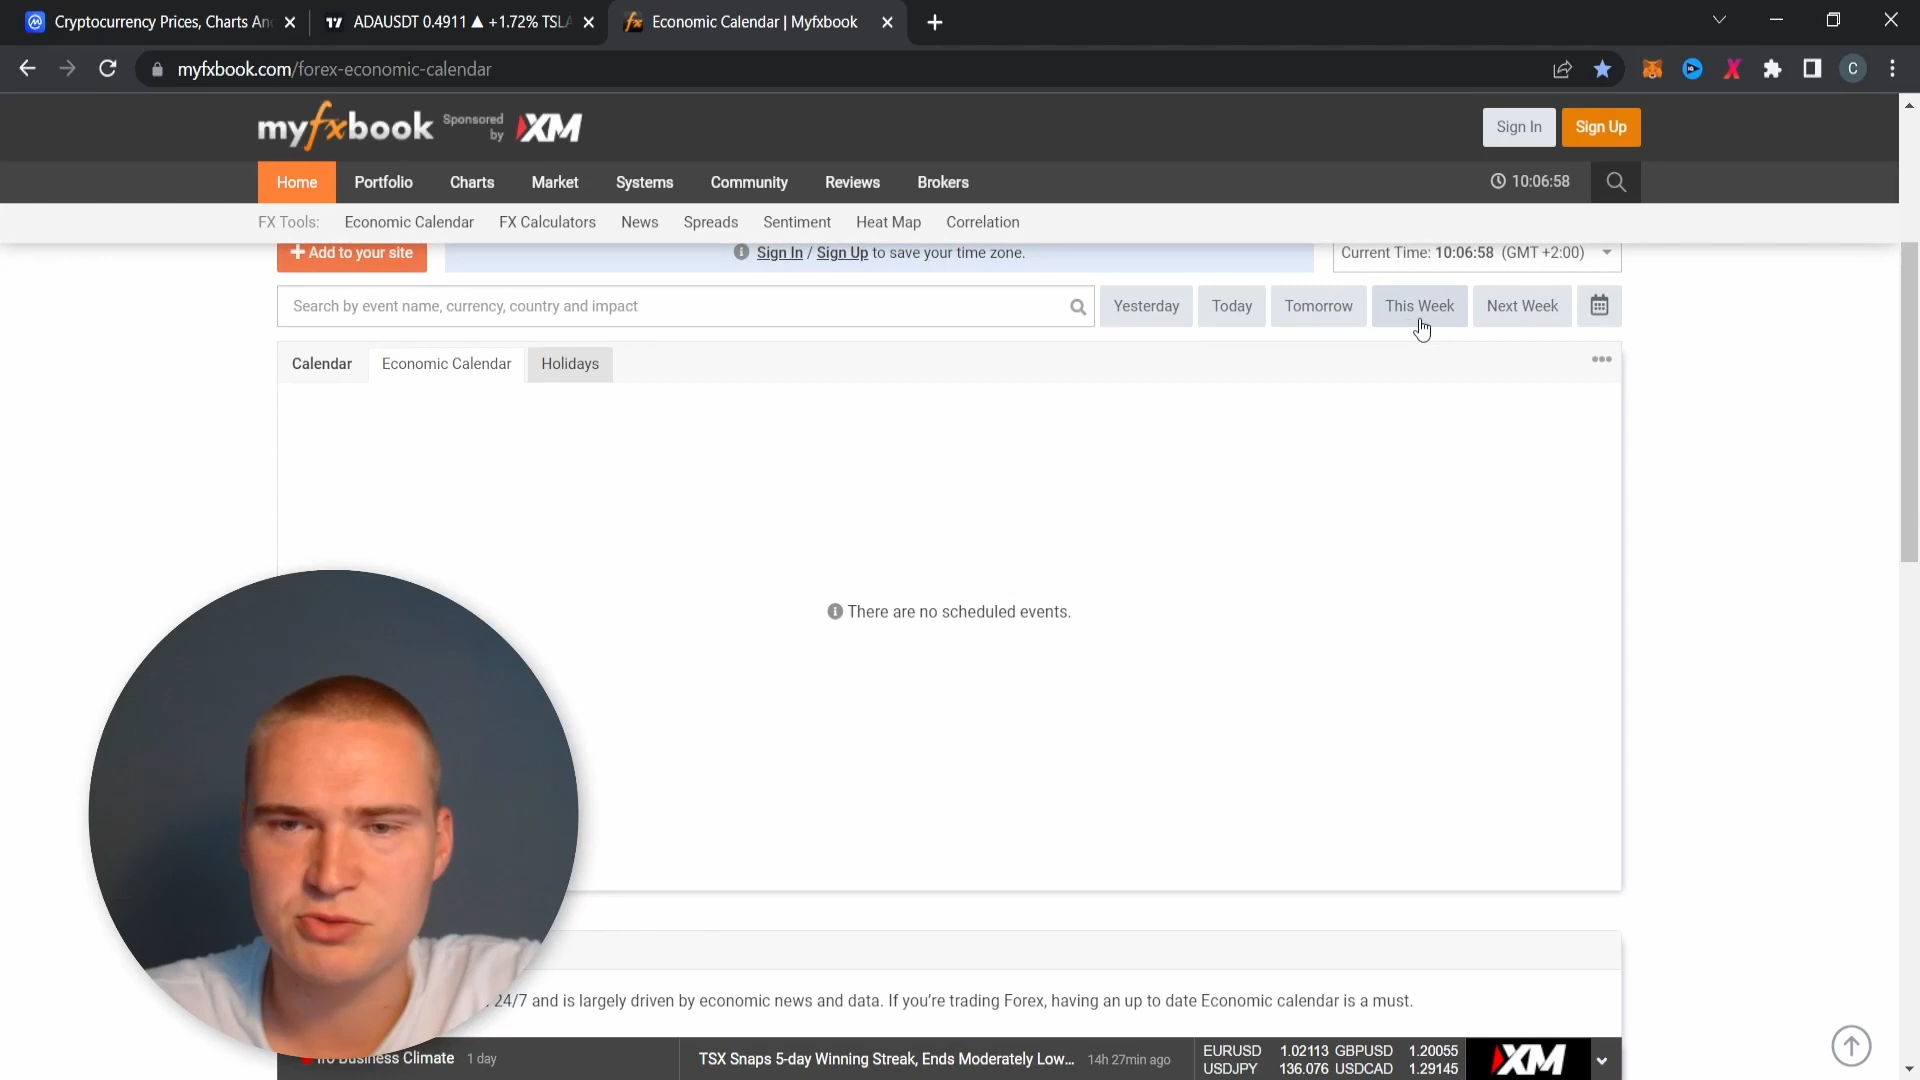 Cryptocurrency Prices, Charts An
ADAUSDT 0.4911 ▲ +1.72% TSLA
Economic Calendar | Myfxbook
myfxbook.com/forex-economic-calendar
C
myfxbook
Sponsored by
XM
Sign In
Sign Up
Home
Portfolio
Charts
Market
Systems
Community
Reviews
Brokers
10:06:58
FX Tools:
Economic Calendar
FX Calculators
News
Spreads
Sentiment
Heat Map
Correlation
+ Add to your site
Sign In / Sign Up to save your time zone.
Current Time: 10:06:58 (GMT +2:00)
Search by event name, currency, country and impact
Yesterday
Today
Tomorrow
This Week
Next Week
Calendar
Economic Calendar
Holidays
There are no scheduled events.
24/7 and is largely driven by economic news and data. If you're trading Forex, having an up to date Economic calendar is a must.
Business Climate 1 day
TSX Snaps 5-day Winning Streak, Ends Moderately Low... 14h 27min ago
EURUSD 1.02113 GBPUSD 1.20055
USDJPY 136.076 USDCAD 1.29145
XM